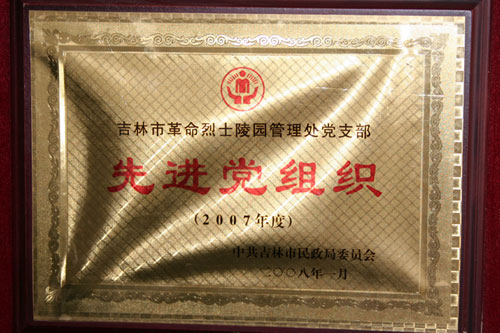 吉林市革命烈士陵园管理处党支部
先进党组织
(2007年度)
中共吉林市民政局委员会
二〇〇八年一月